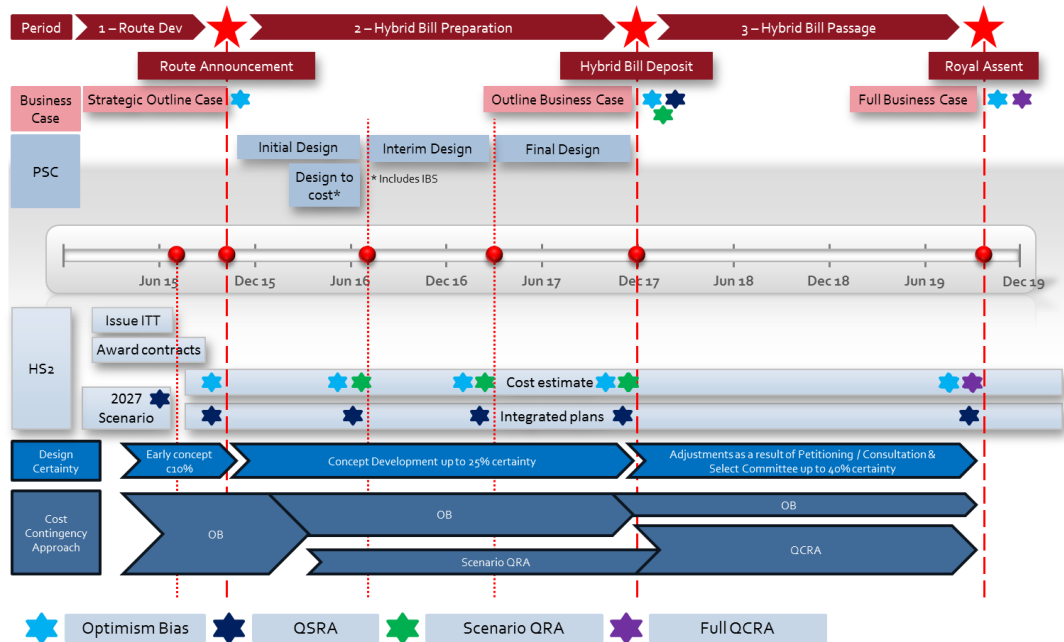 Period
1 – Route Dev
2 – Hybrid Bill Preparation
3 – Hybrid Bill Passage
Route Announcement
Hybrid Bill Deposit
Royal Assent
Business
Case
Strategic Outline Case
Outline Business Case
Full Business Case
PSC
Initial Design
Interim Design
Final Design
Design to
cost*
* Includes IBS
Jun 15
Dec 15
Jun 16
Dec 16
Jun 17
Dec 17
Dec 18
Jun 19
Dec 19
HS2
Issue ITT
Award contracts
Cost estimate
2027
Scenario
Integrated plans
Design
Certainty
Early concept
c10%
Concept Development up to 25% certainty
Adjustments as a result of Petitioning / Consultation &
Select Committee up to 40% certainty
Cost
Contingency
Approach
OB
OB
OB
Scenario QRA
QCRA
Optimism Bias
QSRA
Scenario QRA
Full QCRA